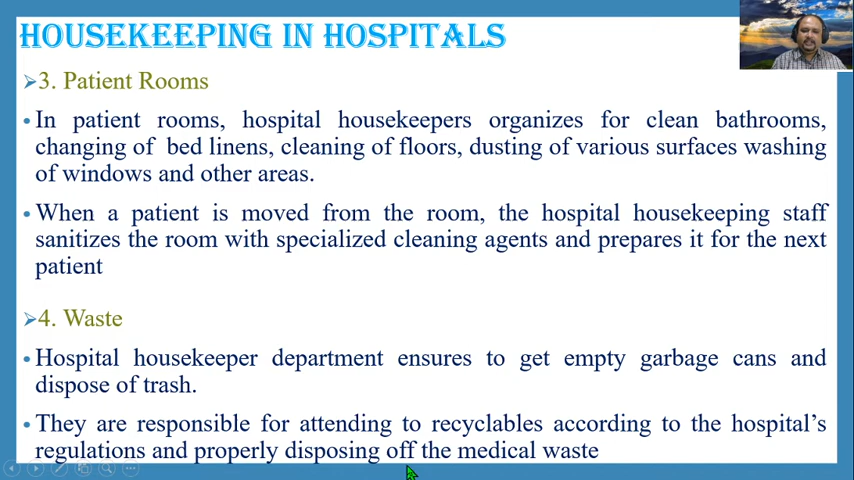 HOUSEKEEPING IN HOSPITALS
3. Patient Rooms
In patient rooms, hospital housekeepers organizes for clean bathrooms,
changing of bed linens, cleaning of floors, dusting of various surfaces washing
of windows and other areas.
When a patient is moved from the room, the hospital housekeeping staff
sanitizes the room with specialized cleaning agents and prepares it for the next
patient
4. Waste
Hospital housekeeper department ensures to get empty garbage cans and
dispose of trash.
They are responsible for attending to recyclables according to the hospital's
regulations and properly disposing off the medical waste